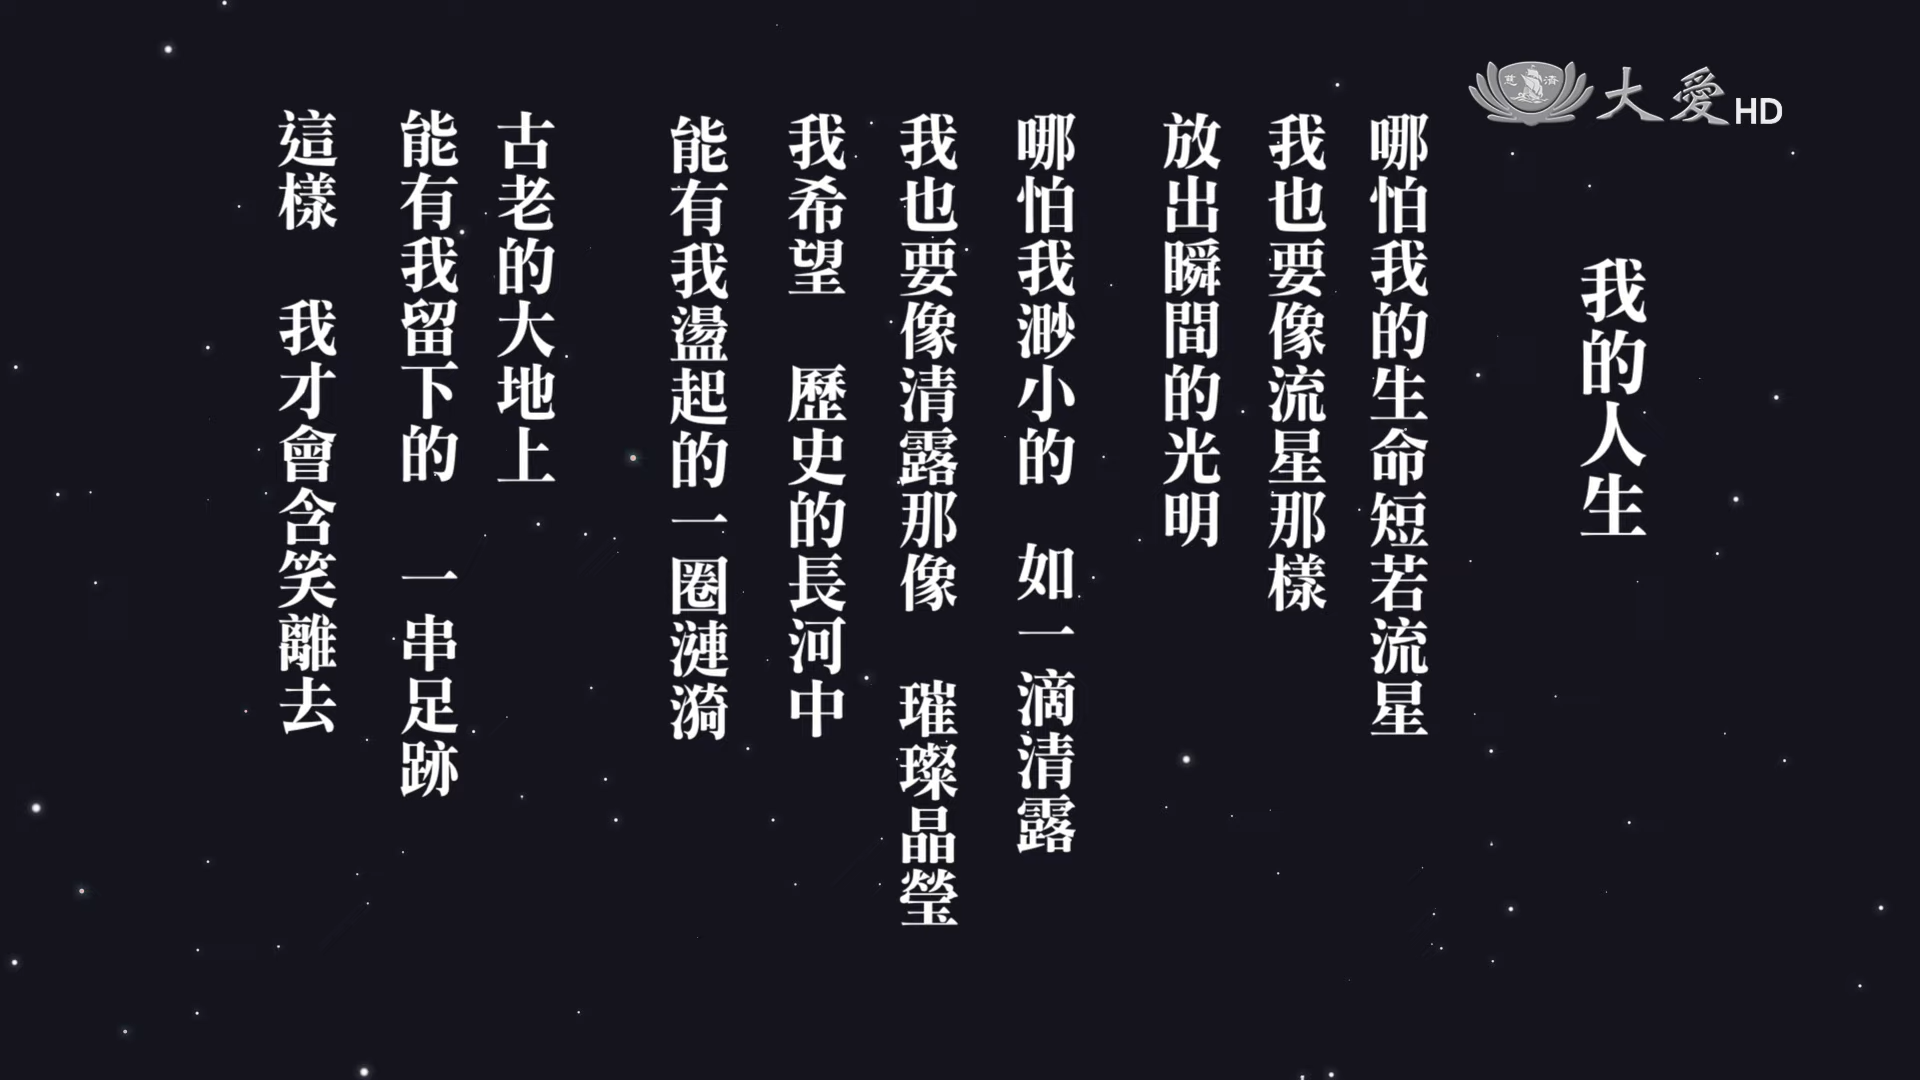 大愛HD
慈濟
我的人生
哪怕我的生命短若流星
我也要像流星那樣
放出瞬間的光明
哪怕我渺小的 如一滴清露
我也要像清露那像 璀璨晶瑩
我希望 歷史的長河中
能有我盪起的一圈漣漪
古老的大地上
能有我留下的 一串足跡
這樣 我才會含笑離去